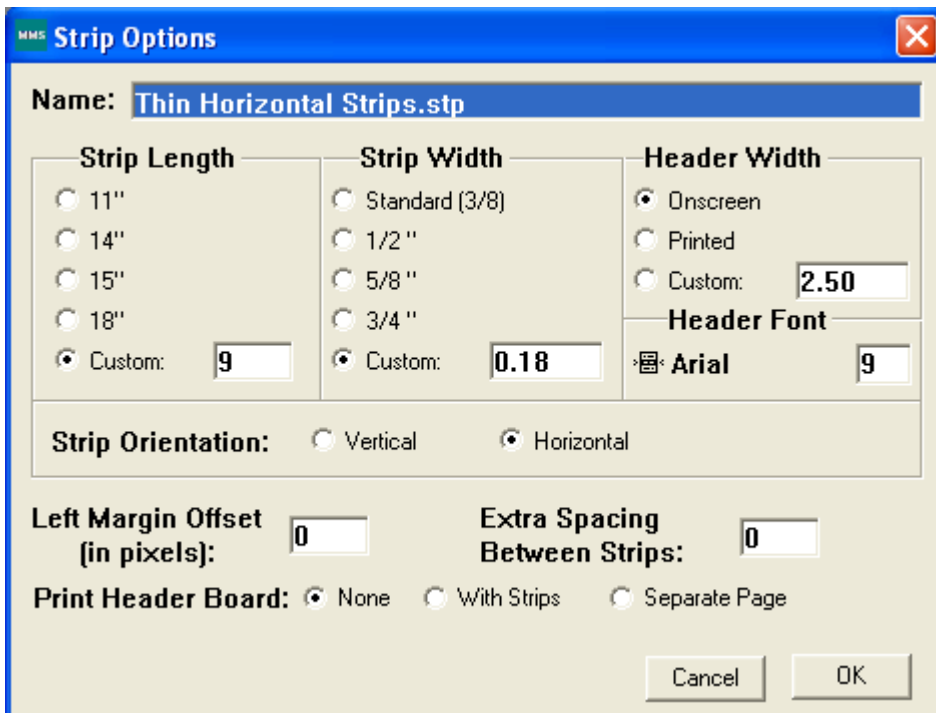 MMS Strip Options
Name: Thin Horizontal Strips.stp
Strip Length
11"
14"
15"
18"
Custom: 9
Strip Width
Standard (3/8)
1/2 "
5/8 "
3/4 "
Custom: 0.18
Header Width
Onscreen
Printed
Custom: 2.50
Header Font
Arial 9
Strip Orientation: Vertical Horizontal
Left Margin Offset
(in pixels): 0
Extra Spacing
Between Strips: 0
Print Header Board: None With Strips Separate Page
Cancel OK